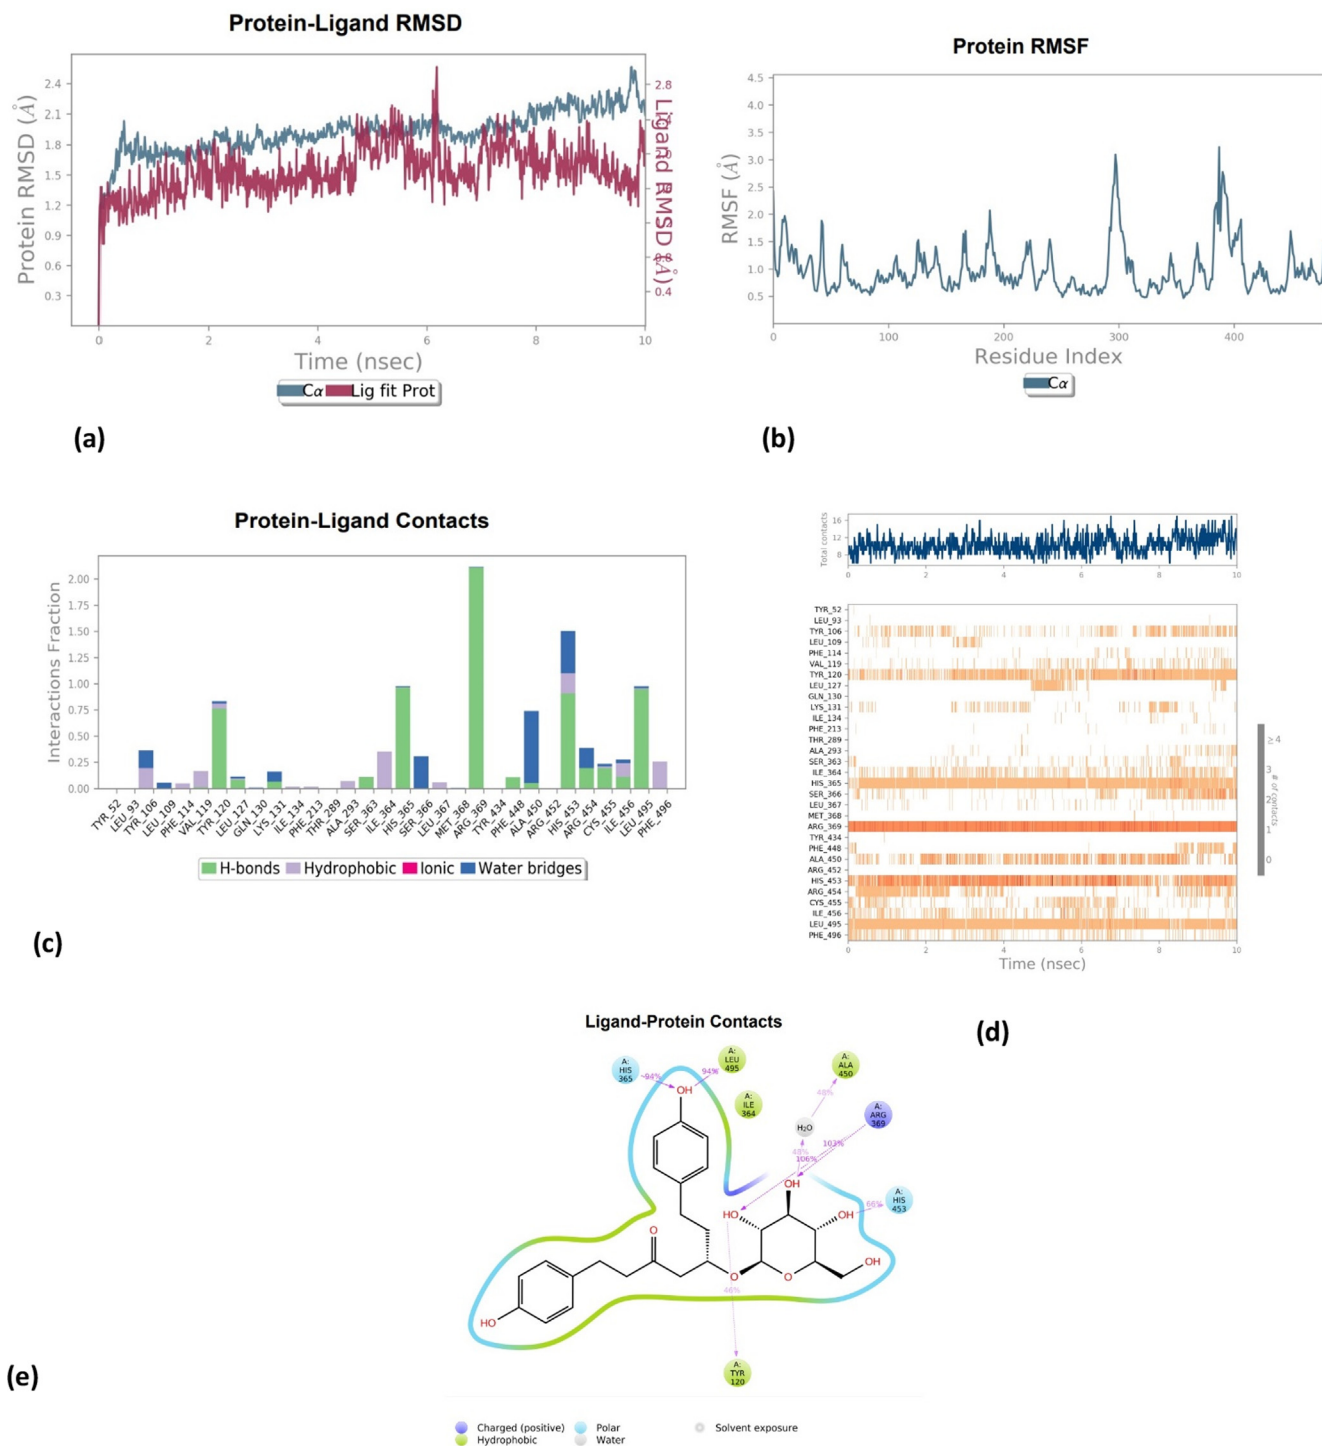 Protein-Ligand RMSD
Protein RMSD (Å)
2.4
2.1
1.8
1.5
1.2
0.9
0.6
0.3
2.8
0.4
Ligand RMSD (Å)
0 2 4 6 8 10
Time (nsec)
Cα Lig fit Prot
(a)
Protein RMSF
RMSF (Å)
4.5
4.0
3.5
3.0
2.5
2.0
1.5
1.0
0.5
0 100 200 300 400
Residue Index
Cα
(b)
Protein-Ligand Contacts
Interactions Fraction
2.00
1.75
1.50
1.25
1.00
0.75
0.50
0.25
0.00
TYR_52
LEU_93
TYR_106
LEU_109
PHE_114
VAL_119
TYR_120
LEU_127
GLN_130
LYS_131
ILE_134
PHE_213
THR_289
ALA_293
SER_363
ILE_364
HIS_365
SER_366
LEU_367
MET_368
ARG_369
TYR_434
PHE_448
ALA_450
ARG_452
HIS_453
ARG_454
CYS_455
ILE_456
LEU_495
PHE_496
H-bonds Hydrophobic Ionic Water bridges
(c)
Total contacts
16
12
8
0 2 4 6 8 10
TYR_52
LEU_93
TYR_106
LEU_109
PHE_114
VAL_119
TYR_120
LEU_127
GLN_130
LYS_131
ILE_134
PHE_213
THR_289
ALA_293
SER_363
ILE_364
HIS_365
SER_366
LEU_367
MET_368
ARG_369
TYR_434
PHE_448
ALA_450
ARG_452
HIS_453
ARG_454
CYS_455
ILE_456
LEU_495
PHE_496
0 2 4 6 8 10
Time (nsec)
≥4
3
2
1
0
# of contacts
(d)
Ligand-Protein Contacts
A:
HIS
365
94%
94%
A:
LEU
495
OH
A:
ILE
364
A:
ALA
450
48%
H₂O
48%
A:
ARG
369
103%
106%
OH
HO
OH
66%
A:
HIS
453
O
O
O
OH
46%
HO
A:
TYR
120
(e)
Charged (positive) Polar Solvent exposure
Hydrophobic Water